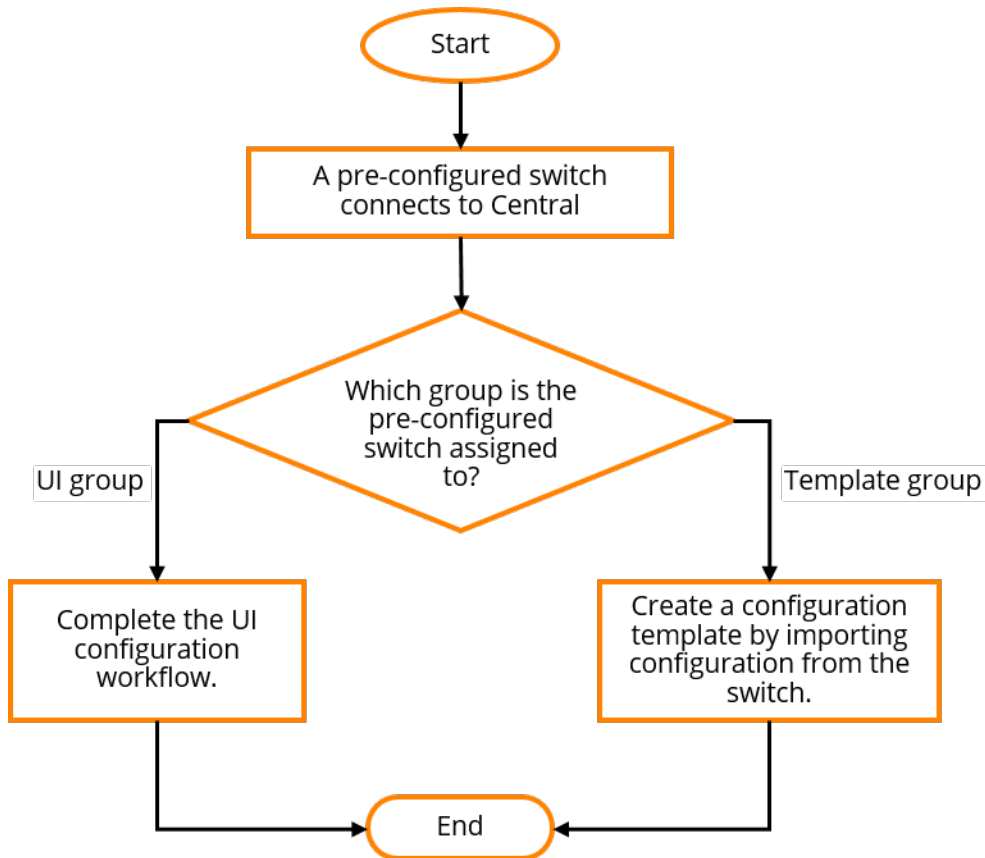 Start
A pre-configured switch
connects to Central
Which group is the
pre-configured
switch assigned
to?
UI group
Template group
Complete the UI
configuration
workflow.
Create a configuration
template by importing
configuration from the
switch.
End